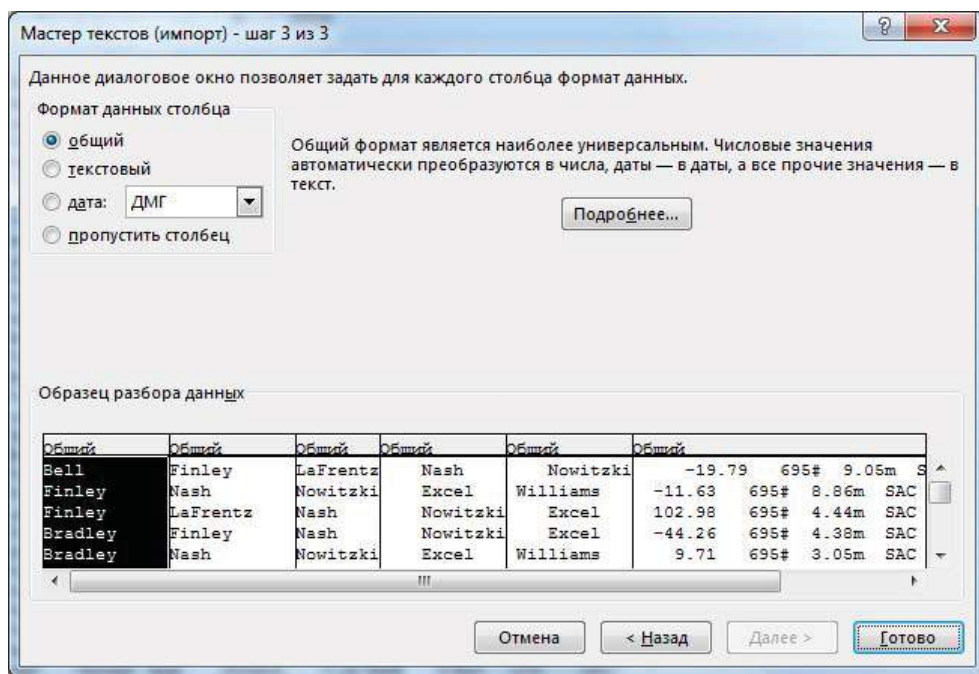 Мастер текстов (импорт) - шаг 3 из 3
Данное диалоговое окно позволяет задать для каждого столбца формат данных.
Формат данных столбца
общий
текстовый
дата: ДМГ
пропустить столбец
Общий формат является наиболее универсальным. Числовые значения
автоматически преобразуются в числа, даты — в даты, а все прочие значения — в
текст.
Подробнее...
Образец разбора данных
Общий Общий Общий Общий Общий Общий
Bell Finley LaFrentz Nash Nowitzki -19.79 695# 9.05m S
Finley Nash Nowitzki Excel Williams -11.63 695# 8.86m SAC
Finley LaFrentz Nash Nowitzki Excel 102.98 695# 4.44m SAC
Bradley Finley Nash Nowitzki Excel -44.26 695# 4.38m SAC
Bradley Nash Nowitzki Excel Williams 9.71 695# 3.05m SAC
Отмена < Назад Далее > Готово